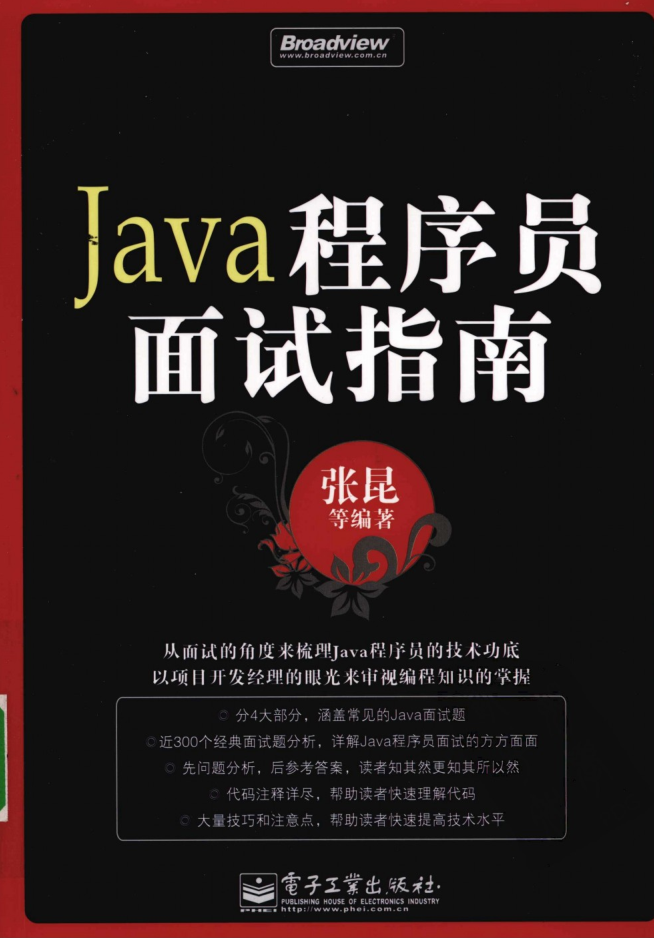 Broadview
www.broadview.com.cn
Java程序员
面试指南
张昆
等编著
从面试的角度来梳理Java程序员的技术功底
以项目开发经理的眼光来审视编程知识的掌握
分4大部分，涵盖常见的Java面试题
近300个经典面试题分析，详解Java程序员面试的方方面面
先问题分析，后参考答案，读者知其然更知其所以然
代码注释详尽，帮助读者快速理解代码
大量技巧和注意点，帮助读者快速提高技术水平
電子工業出版社·
PUBLISHING HOUSE OF ELECTRONICS INDUSTRY
PHEI http://www.phei.com.cn